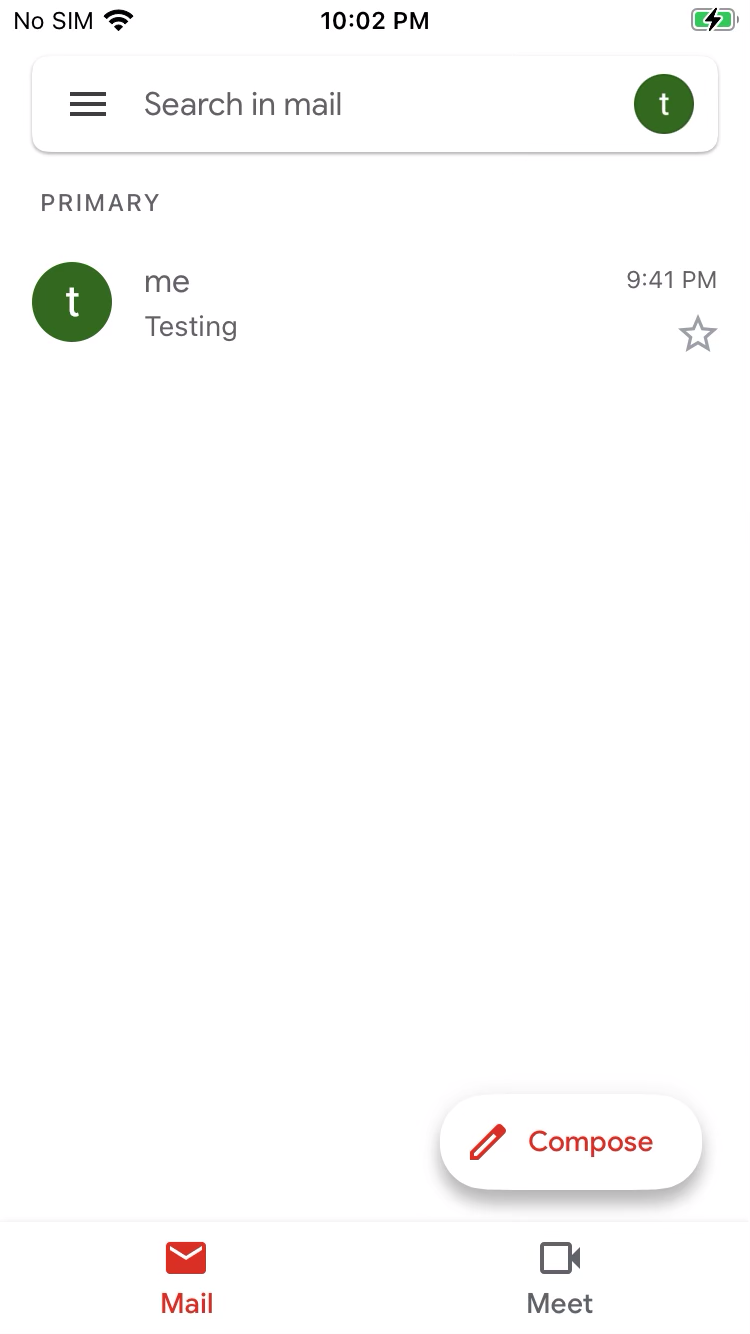 No SIM 10:02 PM
Search in mail t
PRIMARY
t me 9:41 PM
Testing
Compose
Mail Meet